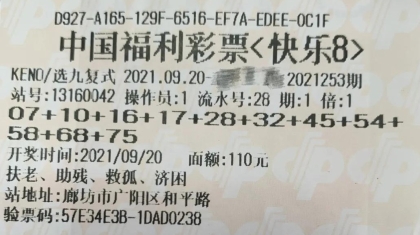 D927-A165-129F-6516-EF7A-EDEE-0C1F
中国福利彩票<快乐8>
KENO/选九复式 2021.09.20- 2021253期
站号:13160042 操作员:1 流水号:28 期:1 倍:1
07+10+16+17+28+32+45+54+
58+68+75
开奖时间:2021/09/20 面额:110元
扶老、助残、救孤、济困
站地址:廊坊市广阳区和平路
验票码:57E34E3B-1DAD0238